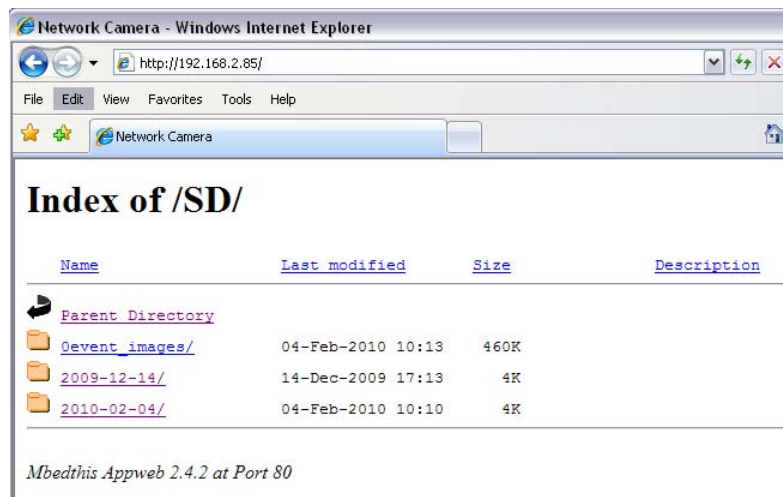 Network Camera - Windows Internet Explorer
http://192.168.2.85/
File Edit View Favorites Tools Help
Network Camera
Index of /SD/
Name Last modified Size Description
Parent Directory
0event_images/ 04-Feb-2010 10:13 460K
2009-12-14/ 14-Dec-2009 17:13 4K
2010-02-04/ 04-Feb-2010 10:10 4K
Mbedthis Appweb 2.4.2 at Port 80